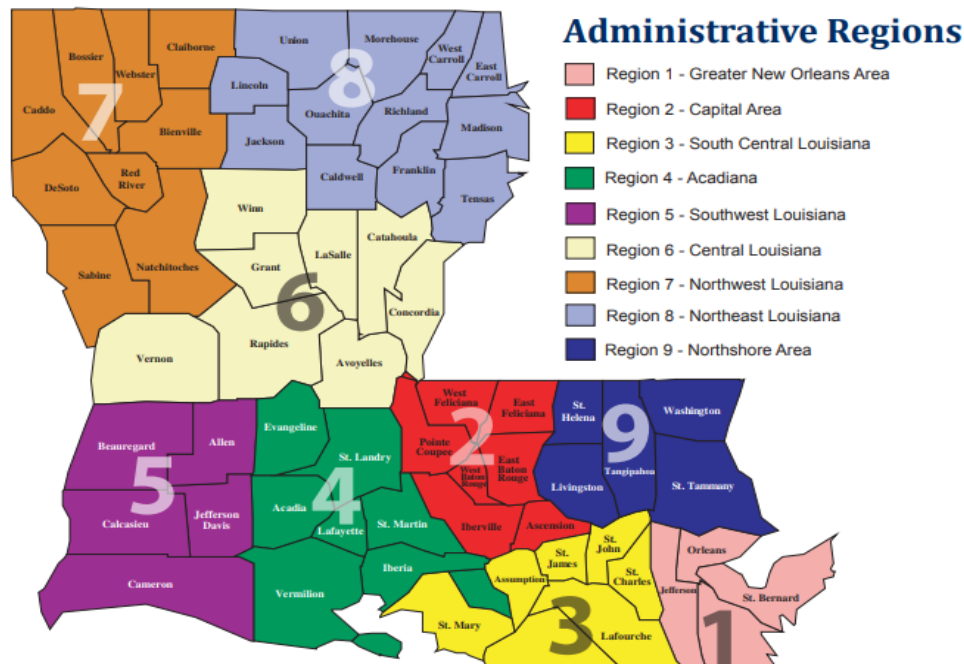 Administrative Regions
Region 1 - Greater New Orleans Area
Region 2 - Capital Area
Region 3 - South Central Louisiana
Region 4 - Acadiana
Region 5 - Southwest Louisiana
Region 6 - Central Louisiana
Region 7 - Northwest Louisiana
Region 8 - Northeast Louisiana
Region 9 - Northshore Area
7
Caddo
Bossier
Webster
Claiborne
Bienville
DeSoto
Red
River
Sabine
Natchitoches
8
Union
Morehouse
West
Carroll
East
Carroll
Lincoln
Ouachita
Richland
Madison
Jackson
Caldwell
Franklin
Tensas
6
Winn
Grant
LaSalle
Catahoula
Concordia
Vernon
Rapides
Avoyelles
5
Beauregard
Allen
Calcasieu
Jefferson
Davis
Cameron
4
Evangeline
St. Landry
Acadia
Lafayette
St. Martin
Iberia
Vermilion
2
West
Feliciana
East
Feliciana
Pointe
Coupee
West
Baton
Rouge
East
Baton
Rouge
Iberville
Ascension
9
St.
Helena
Washington
Tangipahoa
Livingston
St. Tammany
3
St.
James
St.
John
St.
Charles
Assumption
St. Mary
Lafourche
1
Orleans
Jefferson
St. Bernard